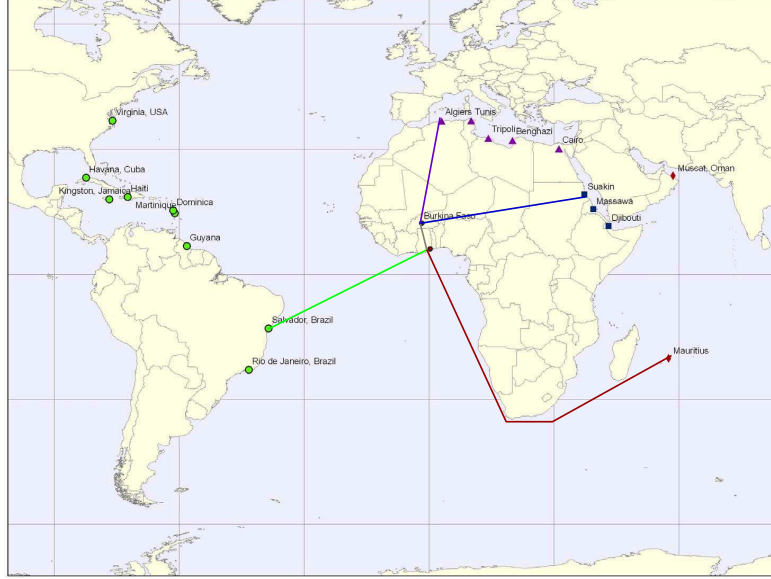 Virginia, USA
Algiers Tunis
Tripoli Benghazi
Cairo
Havana, Cuba
Muscat, Oman
Kingston, Jamaica Haiti
Suakin
Martinique Dominica
Massawa
Burkina Faso
Djibouti
Guyana
Salvador, Brazil
Mauritius
Rio de Janeiro, Brazil